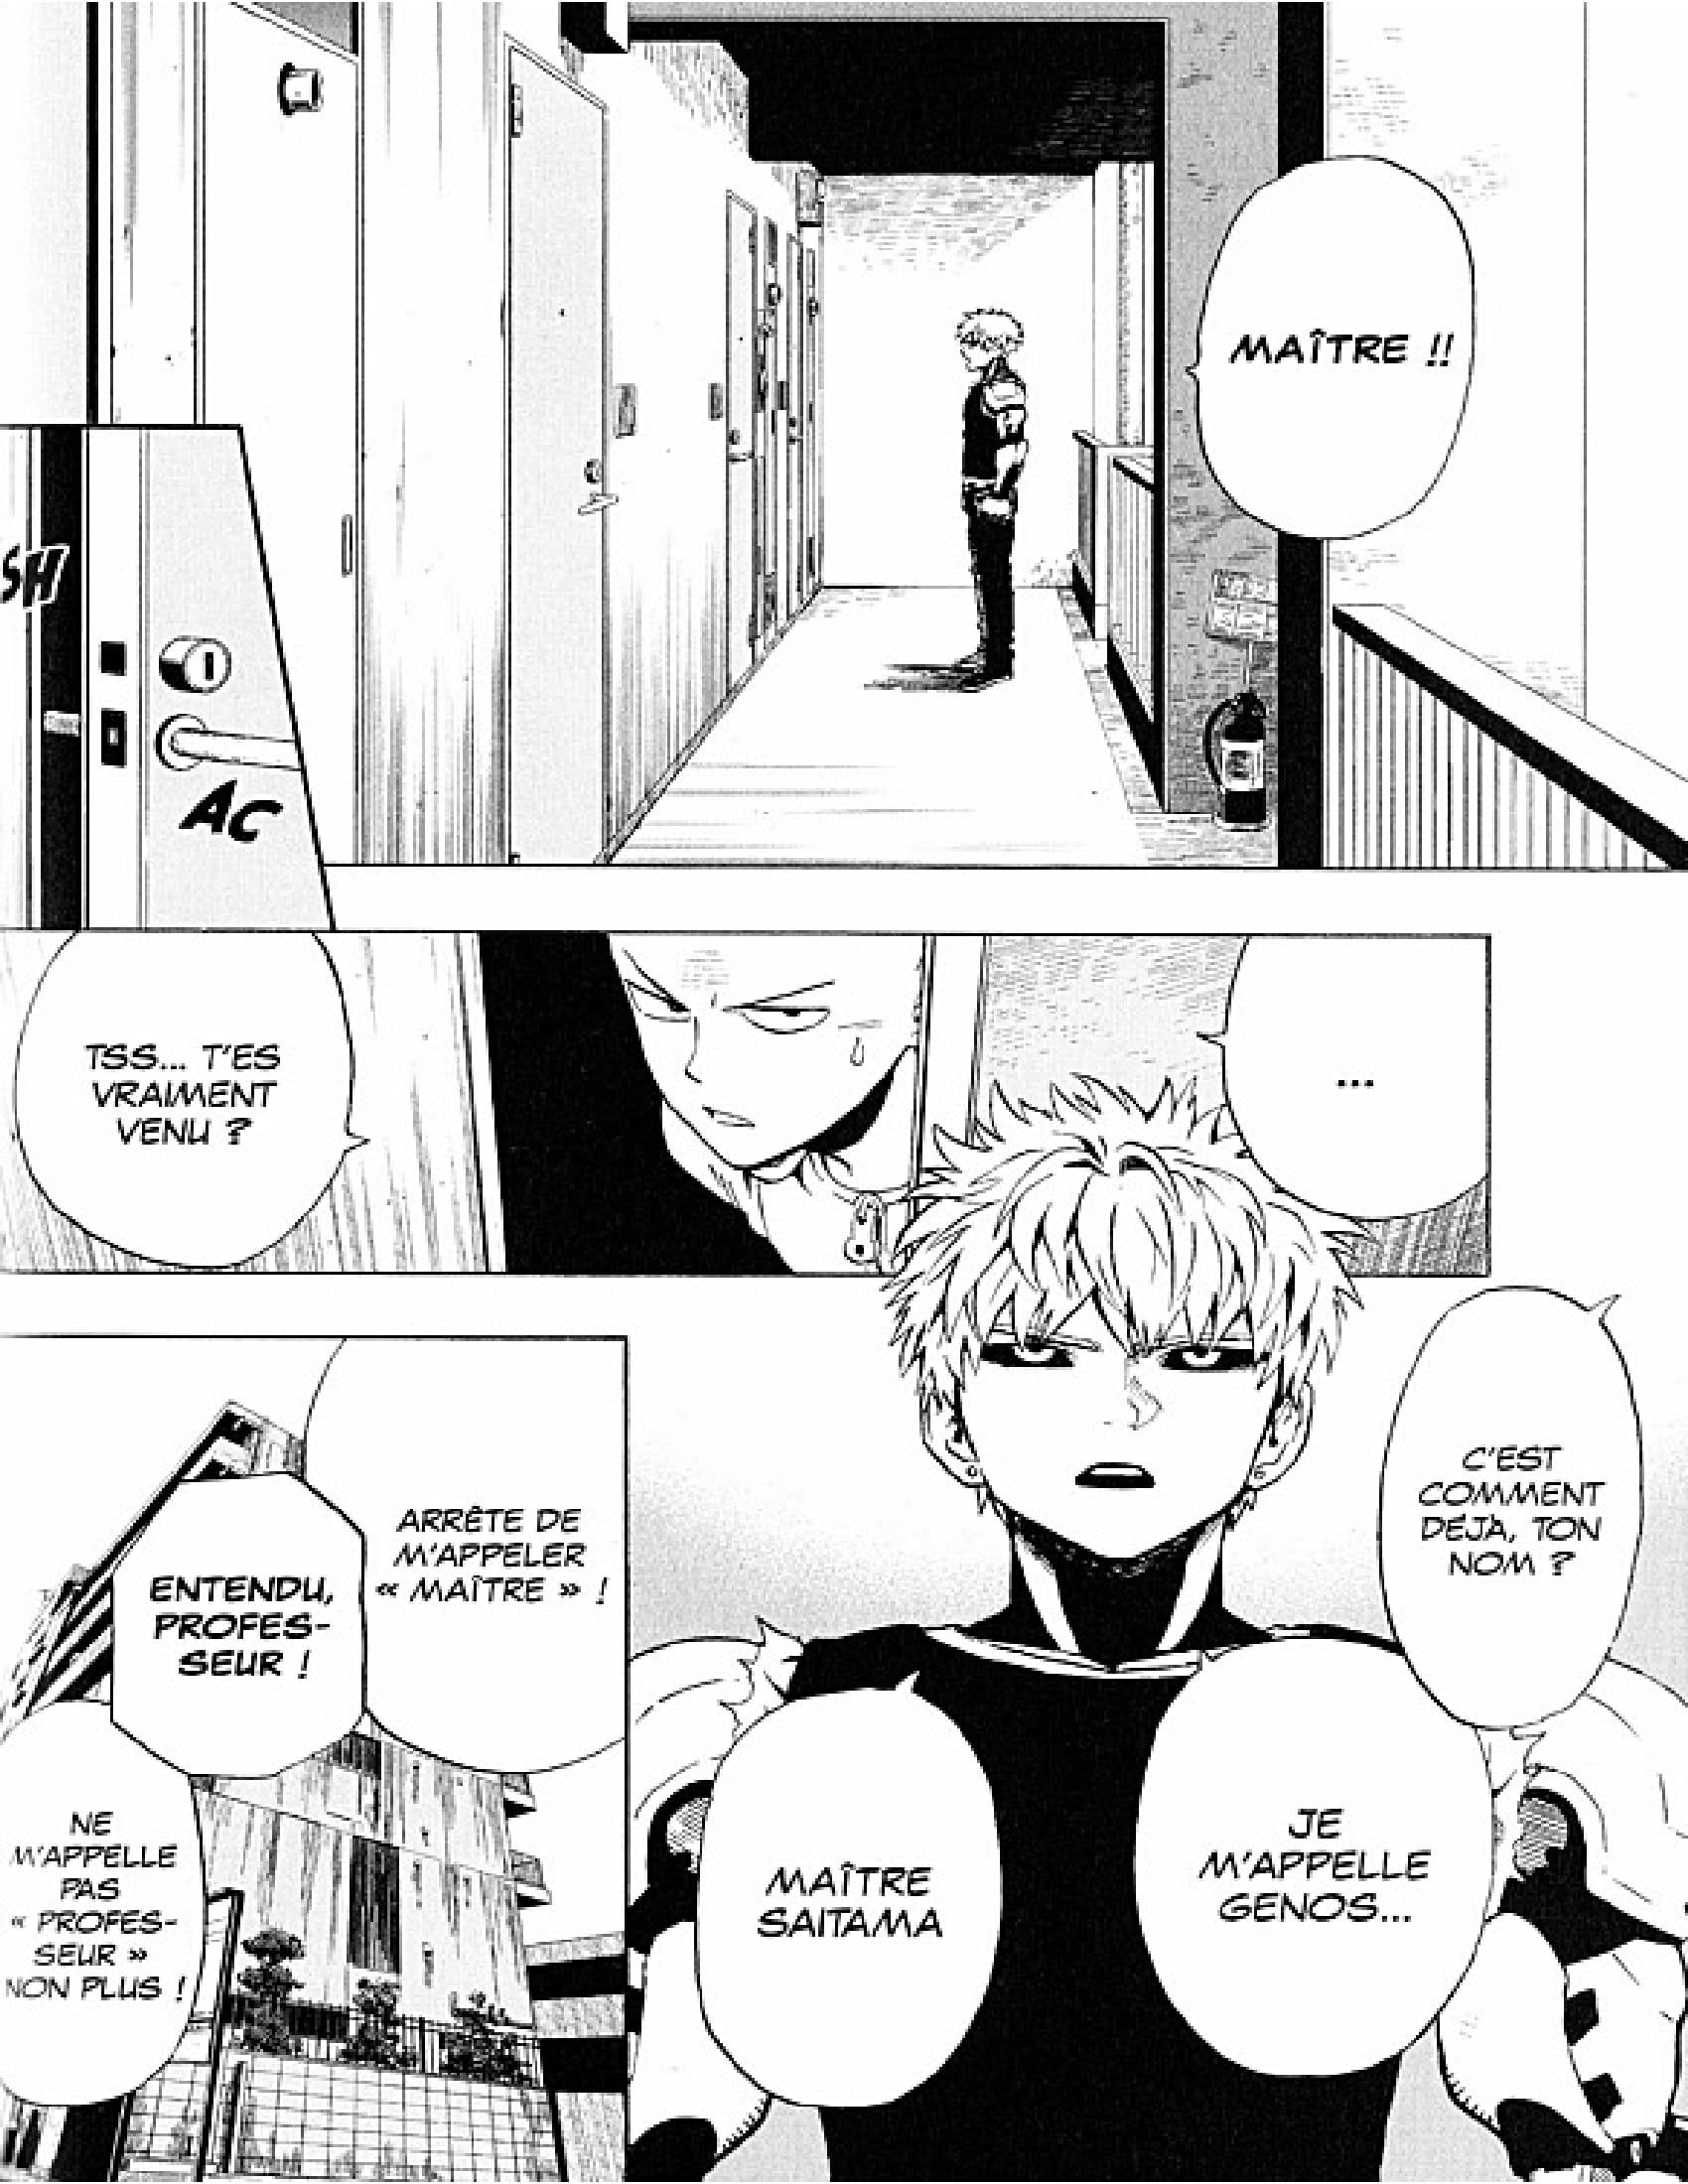 MAÎTRE !!
SH
AC
...
TSS... T'ES
VRAIMENT
VENU ?
C'EST
COMMENT
DÉJÀ, TON
NOM ?
JE
M'APPELLE
GENOS...
MAÎTRE
SAITAMA
ARRÊTE DE
M'APPELER
« MAÎTRE » !
ENTENDU,
PROFES-
SEUR !
NE
M'APPELLE
PAS
« PROFES-
SEUR »
NON PLUS !